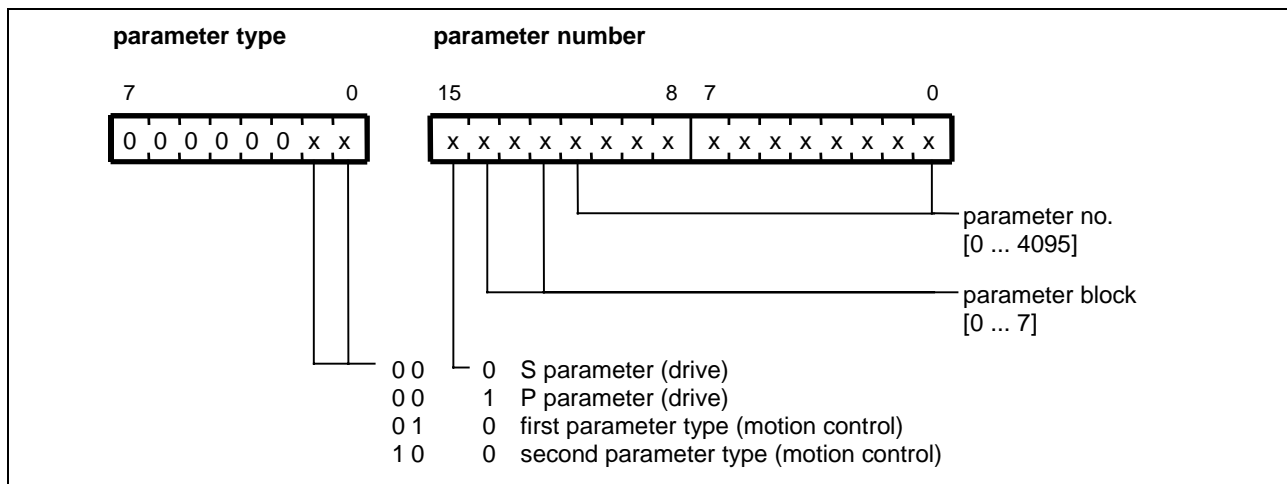 parameter type parameter number
7 0 15 8 7 0
0 0 0 0 0 0 x x x x x x x x x x x x x x x x x x
parameter no.
[0 ... 4095]
parameter block
[0 ... 7]
0 0 0 S parameter (drive)
0 0 1 P parameter (drive)
0 1 0 first parameter type (motion control)
1 0 0 second parameter type (motion control)